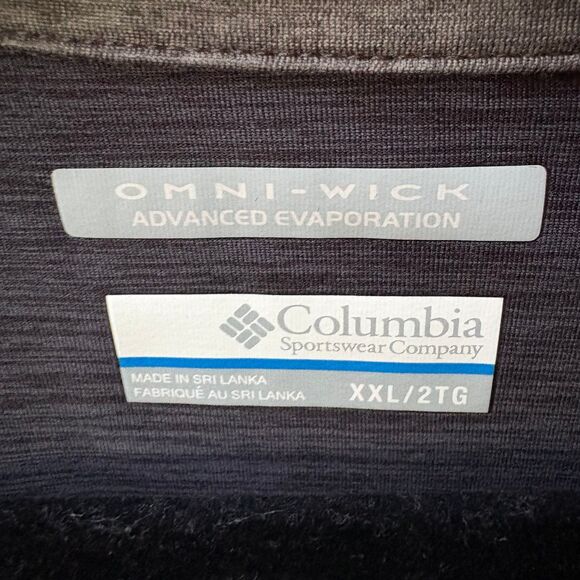 OMNI-WICK
ADVANCED EVAPORATION
Columbia
Sportswear Company
MADE IN SRI LANKA
FABRIQUÉ AU SRI LANKA
XXL/2TG